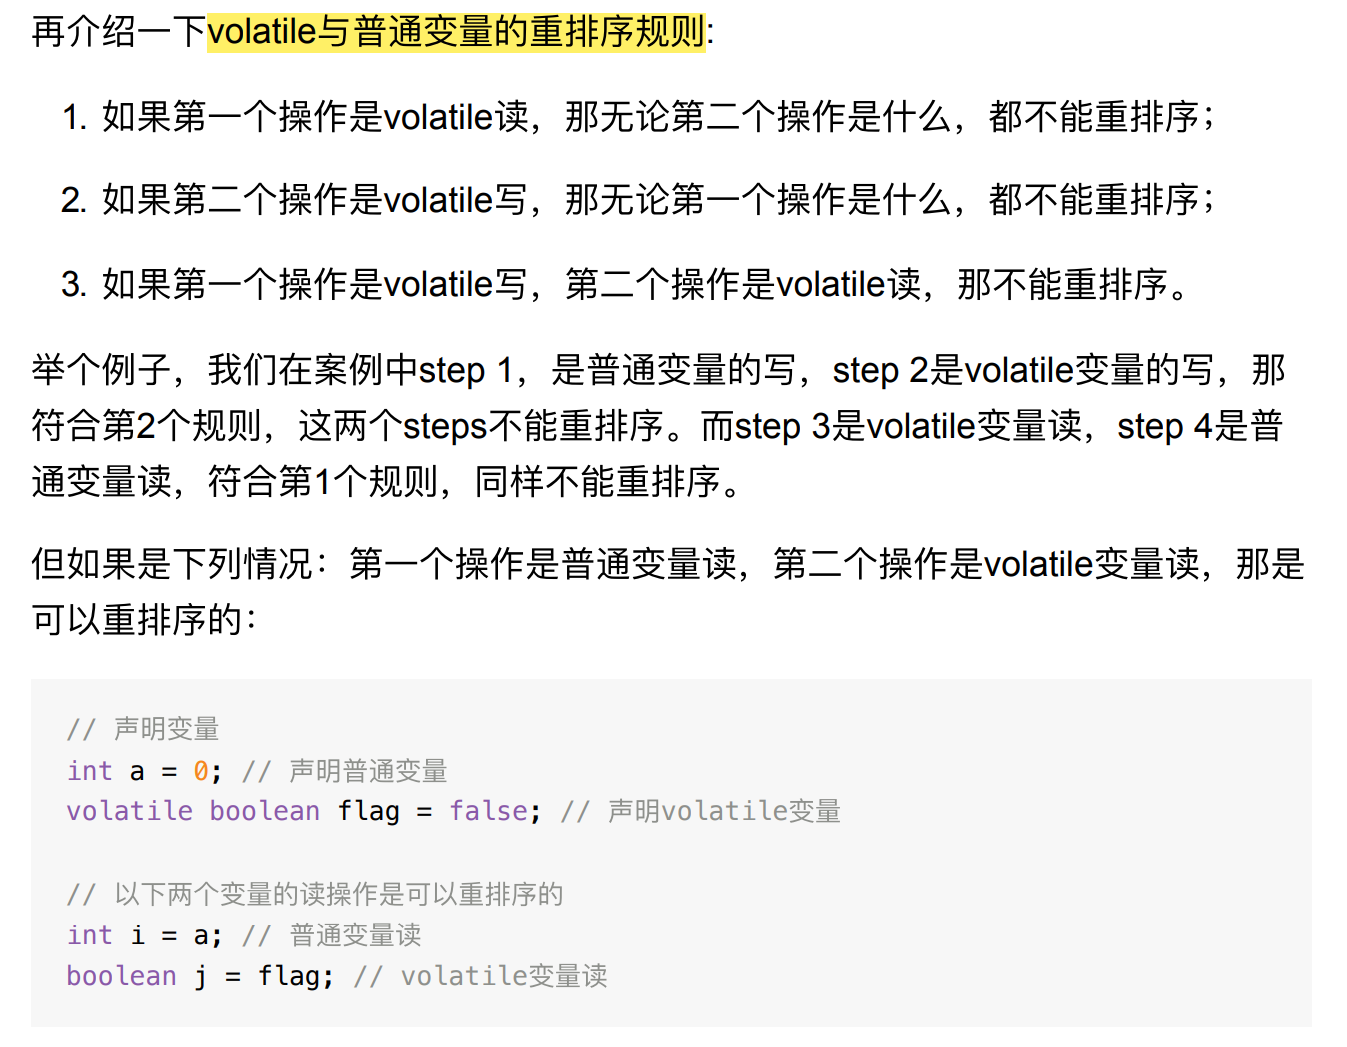 再介绍一下volatile与普通变量的重排序规则:
1. 如果第一个操作是volatile读，那无论第二个操作是什么，都不能重排序；
2. 如果第二个操作是volatile写，那无论第一个操作是什么，都不能重排序；
3. 如果第一个操作是volatile写，第二个操作是volatile读，那不能重排序。
举个例子，我们在案例中step 1，是普通变量的写，step 2是volatile变量的写，那
符合第2个规则，这两个steps不能重排序。而step 3是volatile变量读，step 4是普
通变量读，符合第1个规则，同样不能重排序。
但如果是下列情况：第一个操作是普通变量读，第二个操作是volatile变量读，那是
可以重排序的：
// 声明变量
int a = 0; // 声明普通变量
volatile boolean flag = false; // 声明volatile变量
// 以下两个变量的读操作是可以重排序的
int i = a; // 普通变量读
boolean j = flag; // volatile变量读